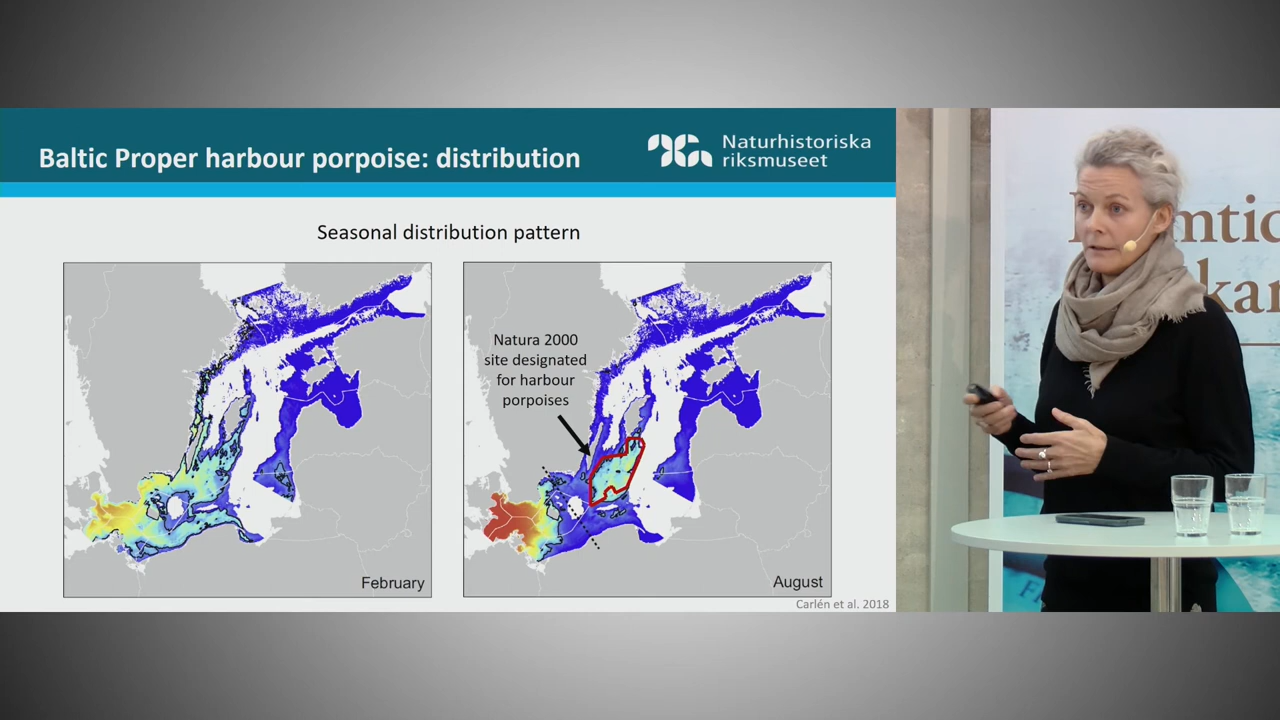 Baltic Proper harbour porpoise: distribution
Naturhistoriska
riksmuseet
Seasonal distribution pattern
Natura 2000
site designated
for harbour
porpoises
February
August
Carlén et al. 2018